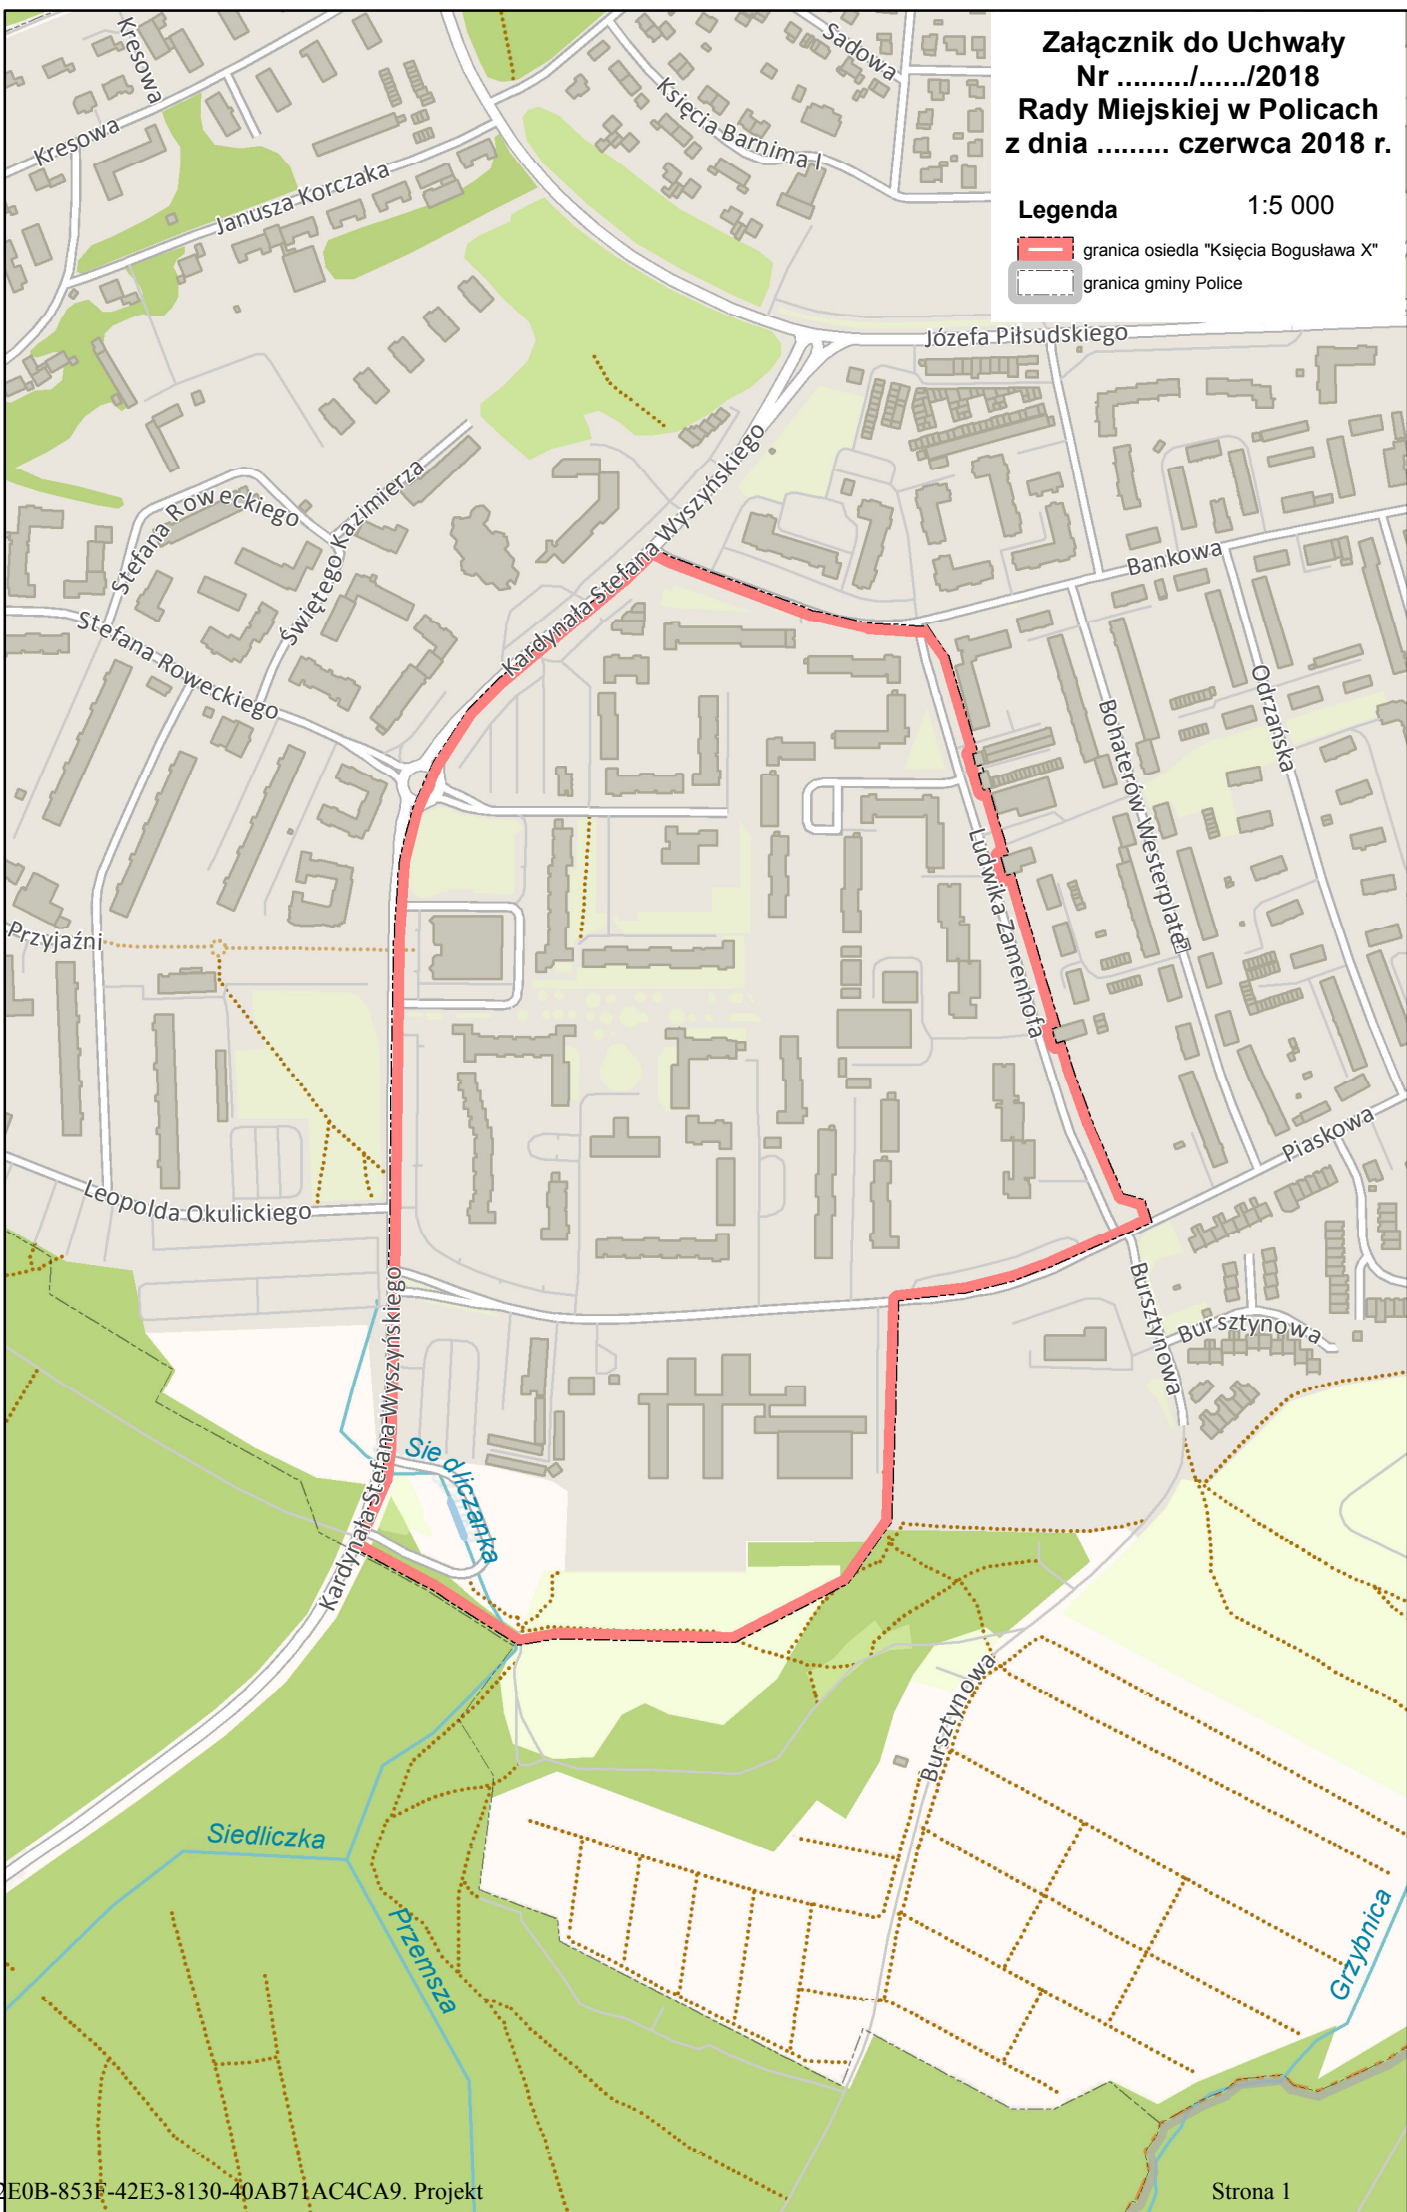 Załącznik do Uchwały
Nr ........./....../2018
Rady Miejskiej w Policach
z dnia ......... czerwca 2018 r.
Legenda
1:5 000
granica osiedla "Księcia Bogusława X"
granica gminy Police
Kresowa
Sadowa
Księcia Barnima I
Kresowa
Janusza Korczaka
Józefa Piłsudskiego
Kardynała Stefana Wyszyńskiego
Stefana Roweckiego
Świętego Kazimierza
Stefana Roweckiego
Bankowa
Odrzańska
Bohaterów Westerplatte
Ludwika Zamenhofa
Przyjaźni
Piaskowa
Leopolda Okulickiego
Bursztynowa
Bursztynowa
Kardynała Stefana Wyszyńskiego
Siedliczanka
Kardynała Stefana Wyszyńskiego
Bursztynowa
Siedliczka
Przemsza
Grzybnica
2E0B-853F-42E3-8130-40AB71AC4CA9. Projekt
Strona 1